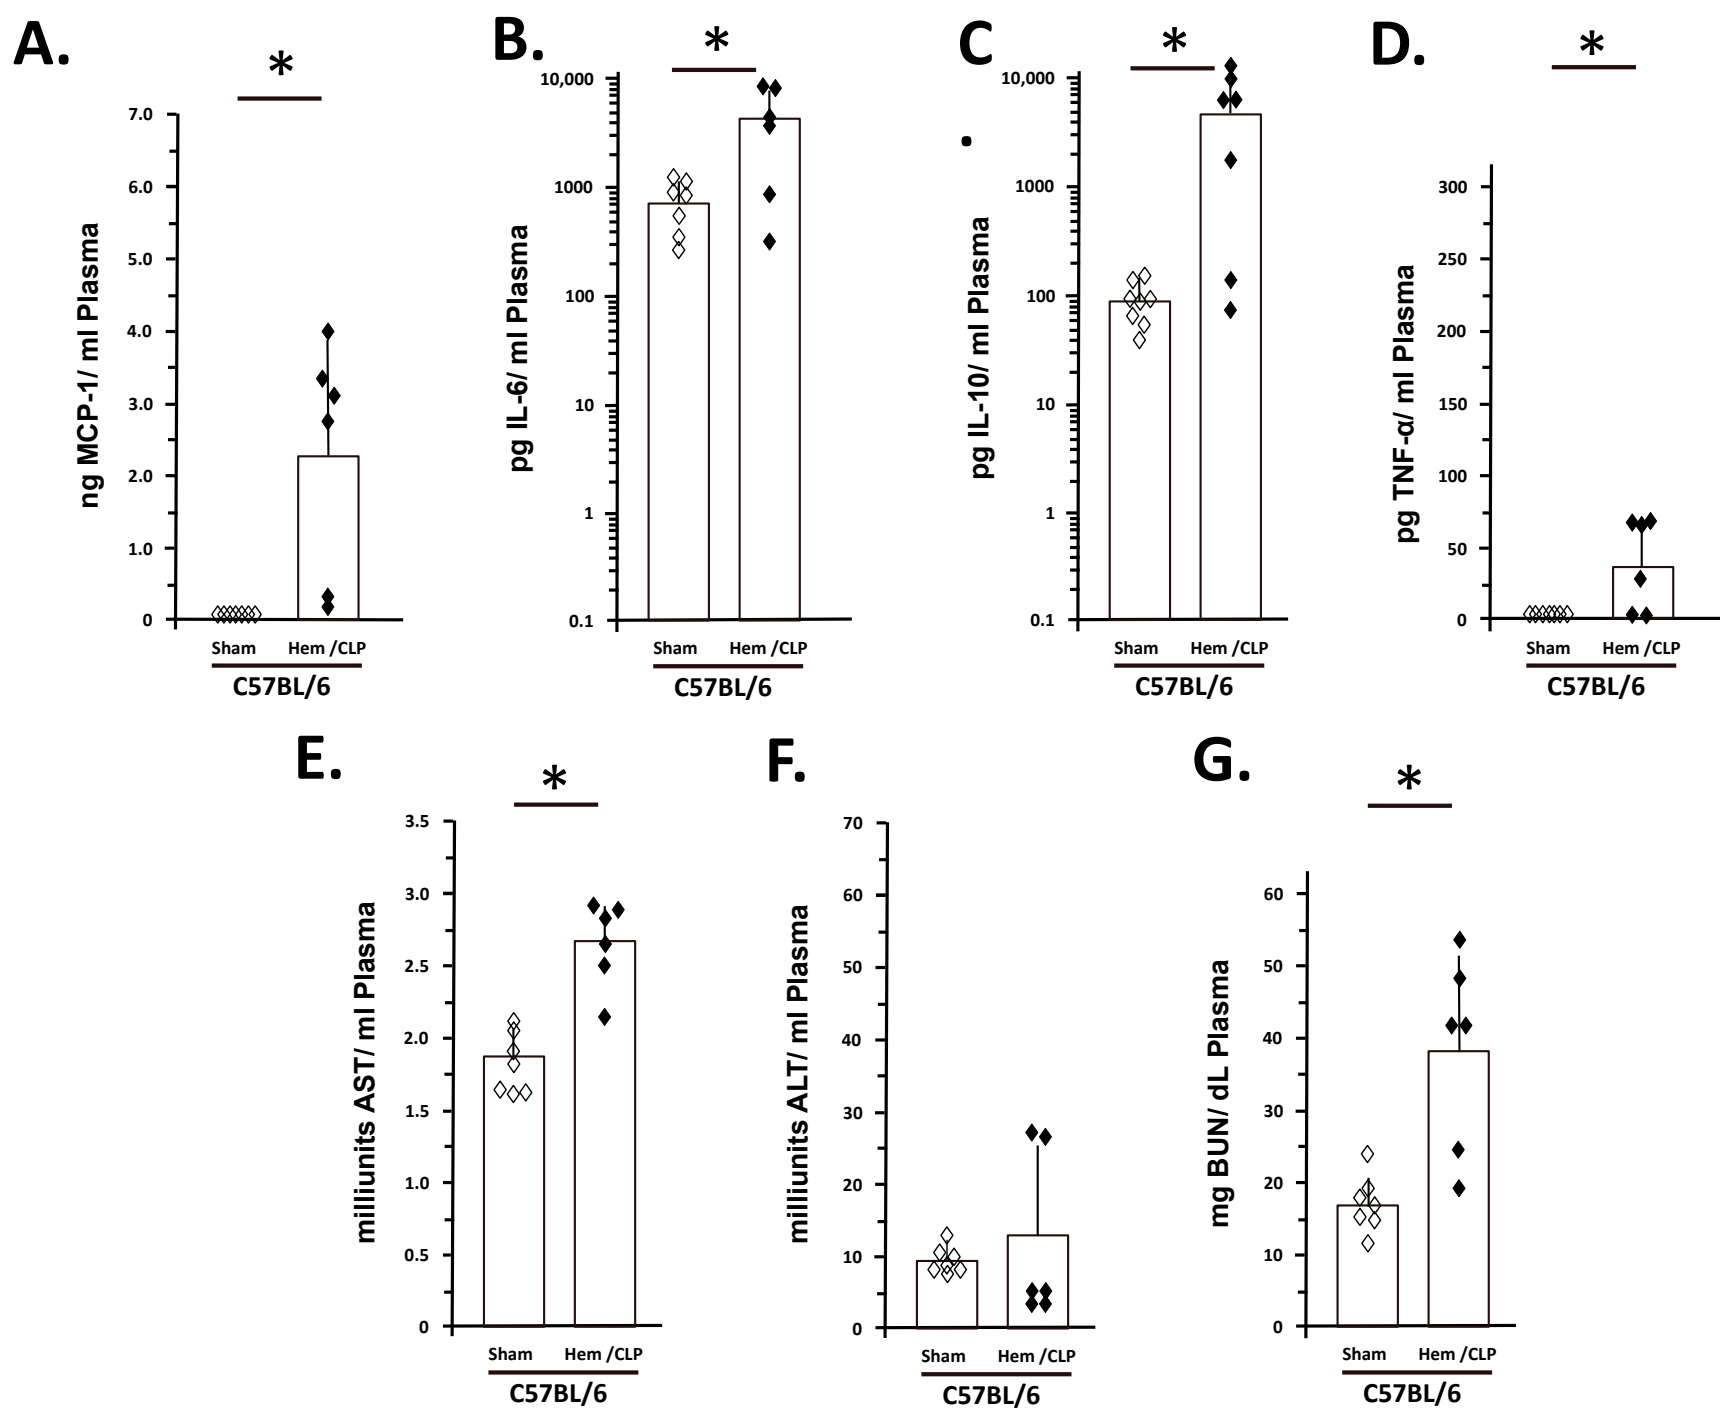 A.
*
7.0
6.0
5.0
4.0
3.0
2.0
1.0
0
ng MCP-1/ ml Plasma
Sham Hem /CLP
C57BL/6
B.
*
10,000
1000
100
10
1
0.1
pg IL-6/ ml Plasma
Sham Hem /CLP
C57BL/6
C
.
*
10,000
1000
100
10
1
0.1
pg IL-10/ ml Plasma
Sham Hem /CLP
C57BL/6
D.
*
300
250
200
150
100
50
0
pg TNF-α/ ml Plasma
Sham Hem /CLP
C57BL/6
E.
*
3.5
3.0
2.5
2.0
1.5
1.0
0.5
0
milliunits AST/ ml Plasma
Sham Hem /CLP
C57BL/6
F.
70
60
50
40
30
20
10
0
milliunits ALT/ ml Plasma
Sham Hem /CLP
C57BL/6
G.
*
60
50
40
30
20
10
0
mg BUN/ dL Plasma
Sham Hem /CLP
C57BL/6